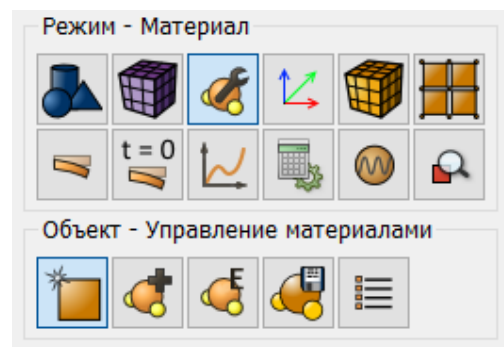 Режим - Материал
t = 0
Объект - Управление материалами
E